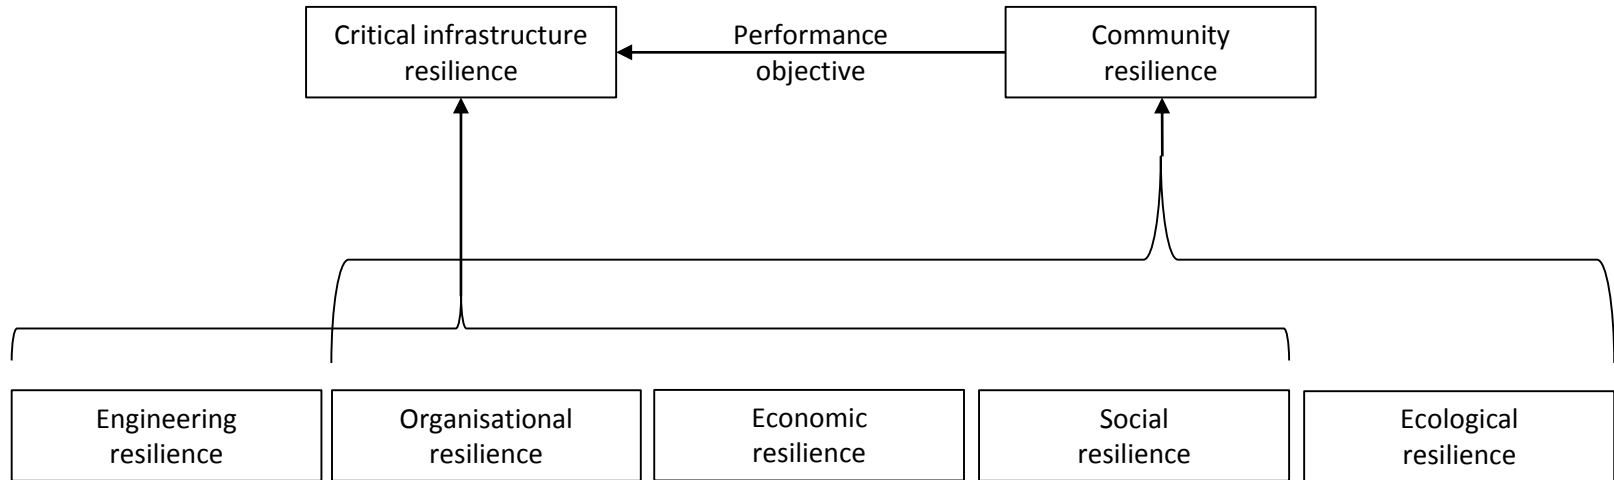 Critical infrastructure
resilience
Performance
objective
Community
resilience
Engineering
resilience
Organisational
resilience
Economic
resilience
Social
resilience
Ecological
resilience